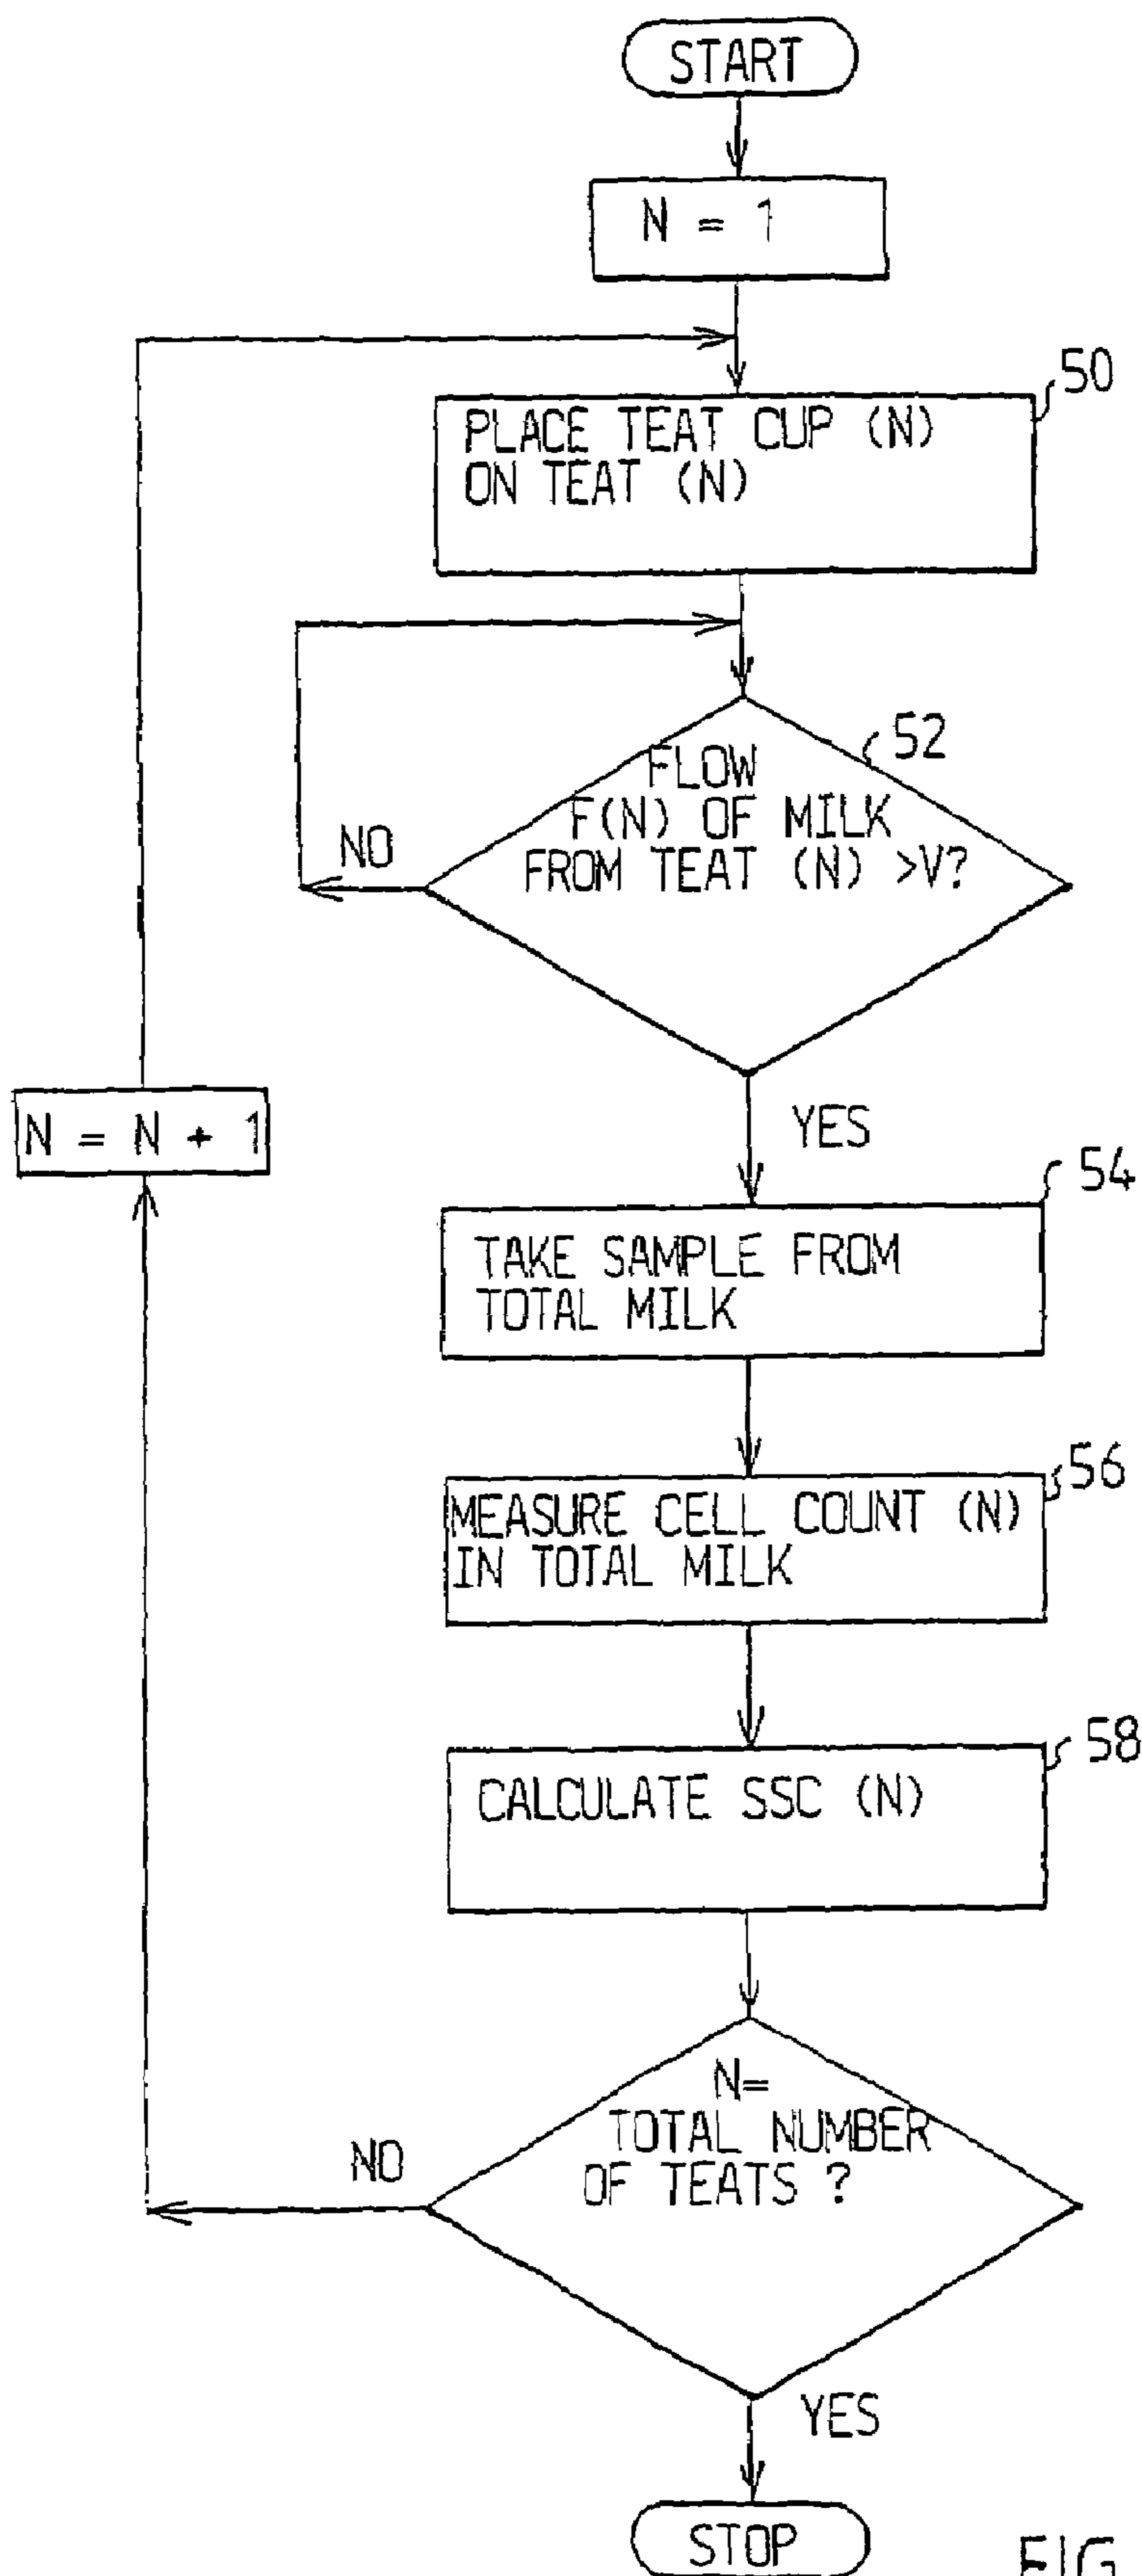 START
N = 1
50
PLACE TEAT CUP (N)
ON TEAT (N)
52
FLOW
F(N) OF MILK
FROM TEAT (N) >V?
NO
YES
N = N + 1
54
TAKE SAMPLE FROM
TOTAL MILK
56
MEASURE CELL COUNT (N)
IN TOTAL MILK
58
CALCULATE SSC (N)
N=
TOTAL NUMBER
OF TEATS ?
NO
YES
STOP
FIG